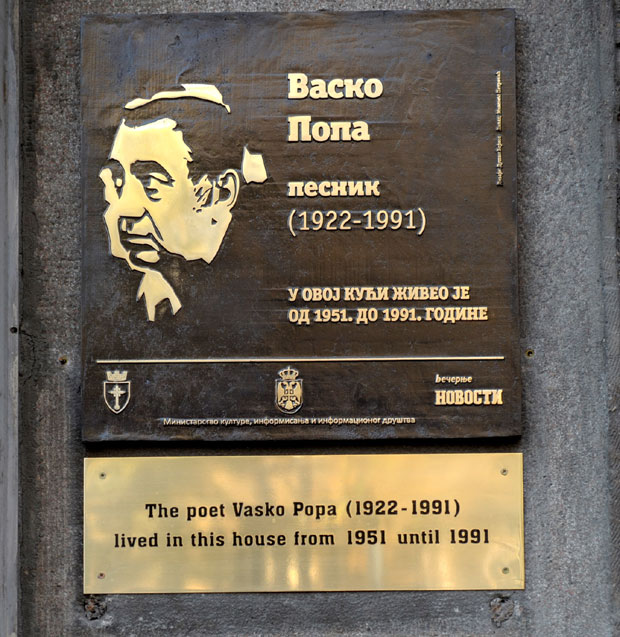 Васко
Попа
песник
(1922-1991)
У ОВОЈ КУЋИ ЖИВЕО ЈЕ
ОД 1951. ДО 1991. ГОДИНЕ
Вечерње
НОВОСТИ
Министарство културе, информисања и информационог друштва
The poet Vasko Popa (1922-1991)
lived in this house from 1951 until 1991